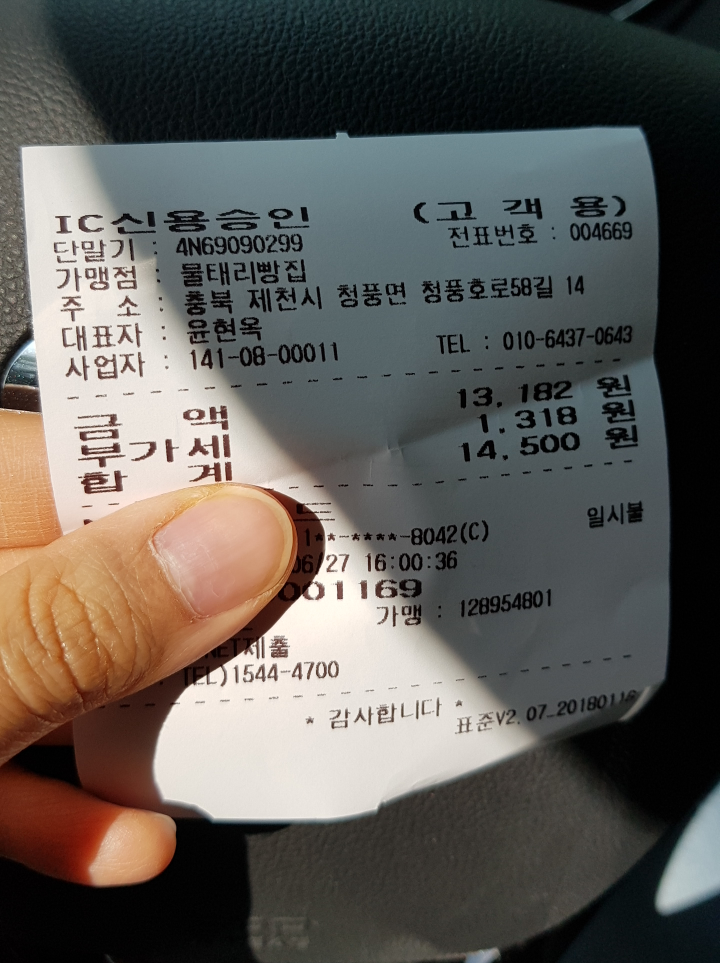 IC신용승인 (고 객 용)
단말기 : 4N69090299 전표번호 : 004669
가맹점 : 물태리빵집
주 소 : 충북 제천시 청풍면 청풍호로58길 14
대표자 : 윤현옥
사업자 : 141-08-00011 TEL : 010-6437-0643
금 액 13,182 원
부가세 1,318 원
합 계 14,500 원
1**-****-8042(C) 일시불
06/27 16:00:36
001169
가맹 : 128954801
제출
TEL)1544-4700
* 감사합니다 *
표준V2.07_20180116